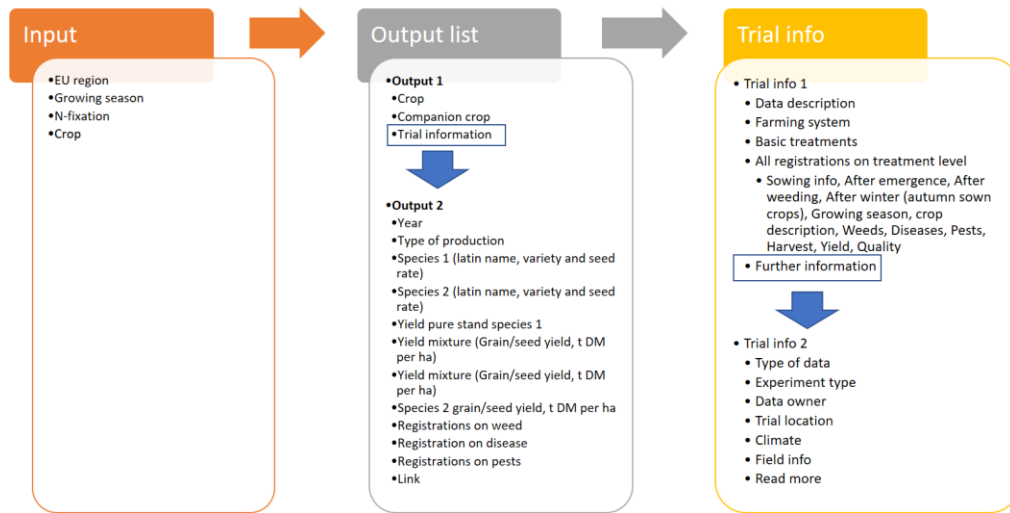 Input
•EU region
•Growing season
•N-fixation
•Crop
Output list
•Output 1
•Crop
•Companion crop
•Trial information
•Output 2
•Year
•Type of production
•Species 1 (latin name, variety and seed
rate)
•Species 2 (latin name, variety and seed
rate)
•Yield pure stand species 1
•Yield mixture (Grain/seed yield, t DM
per ha)
•Yield mixture (Grain/seed yield, t DM
per ha)
•Species 2 grain/seed yield, t DM per ha
•Registrations on weed
•Registration on disease
•Registrations on pests
•Link
Trial info
• Trial info 1
• Data description
• Farming system
• Basic treatments
• All registrations on treatment level
• Sowing info, After emergence, After
weeding, After winter (autumn sown
crops), Growing season, crop
description, Weeds, Diseases, Pests,
Harvest, Yield, Quality
• Further information
• Trial info 2
• Type of data
• Experiment type
• Data owner
• Trial location
• Climate
• Field info
• Read more